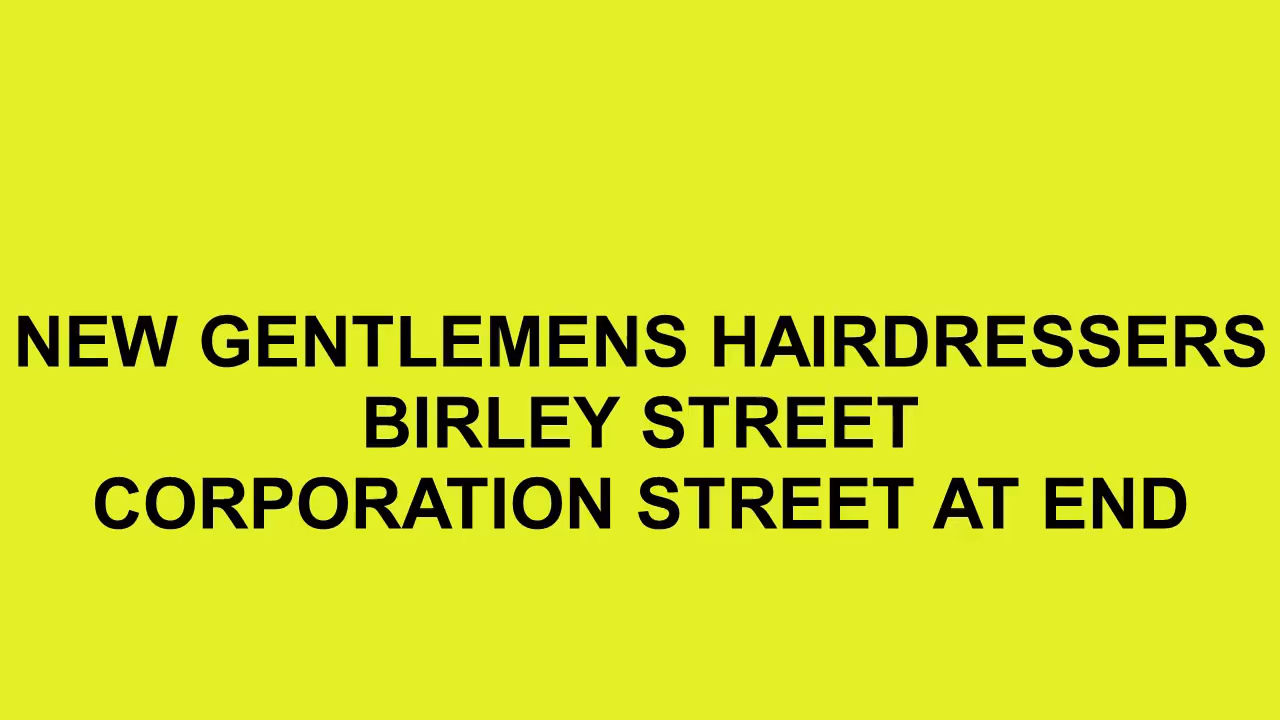 NEW GENTLEMENS HAIRDRESSERS
BIRLEY STREET
CORPORATION STREET AT END